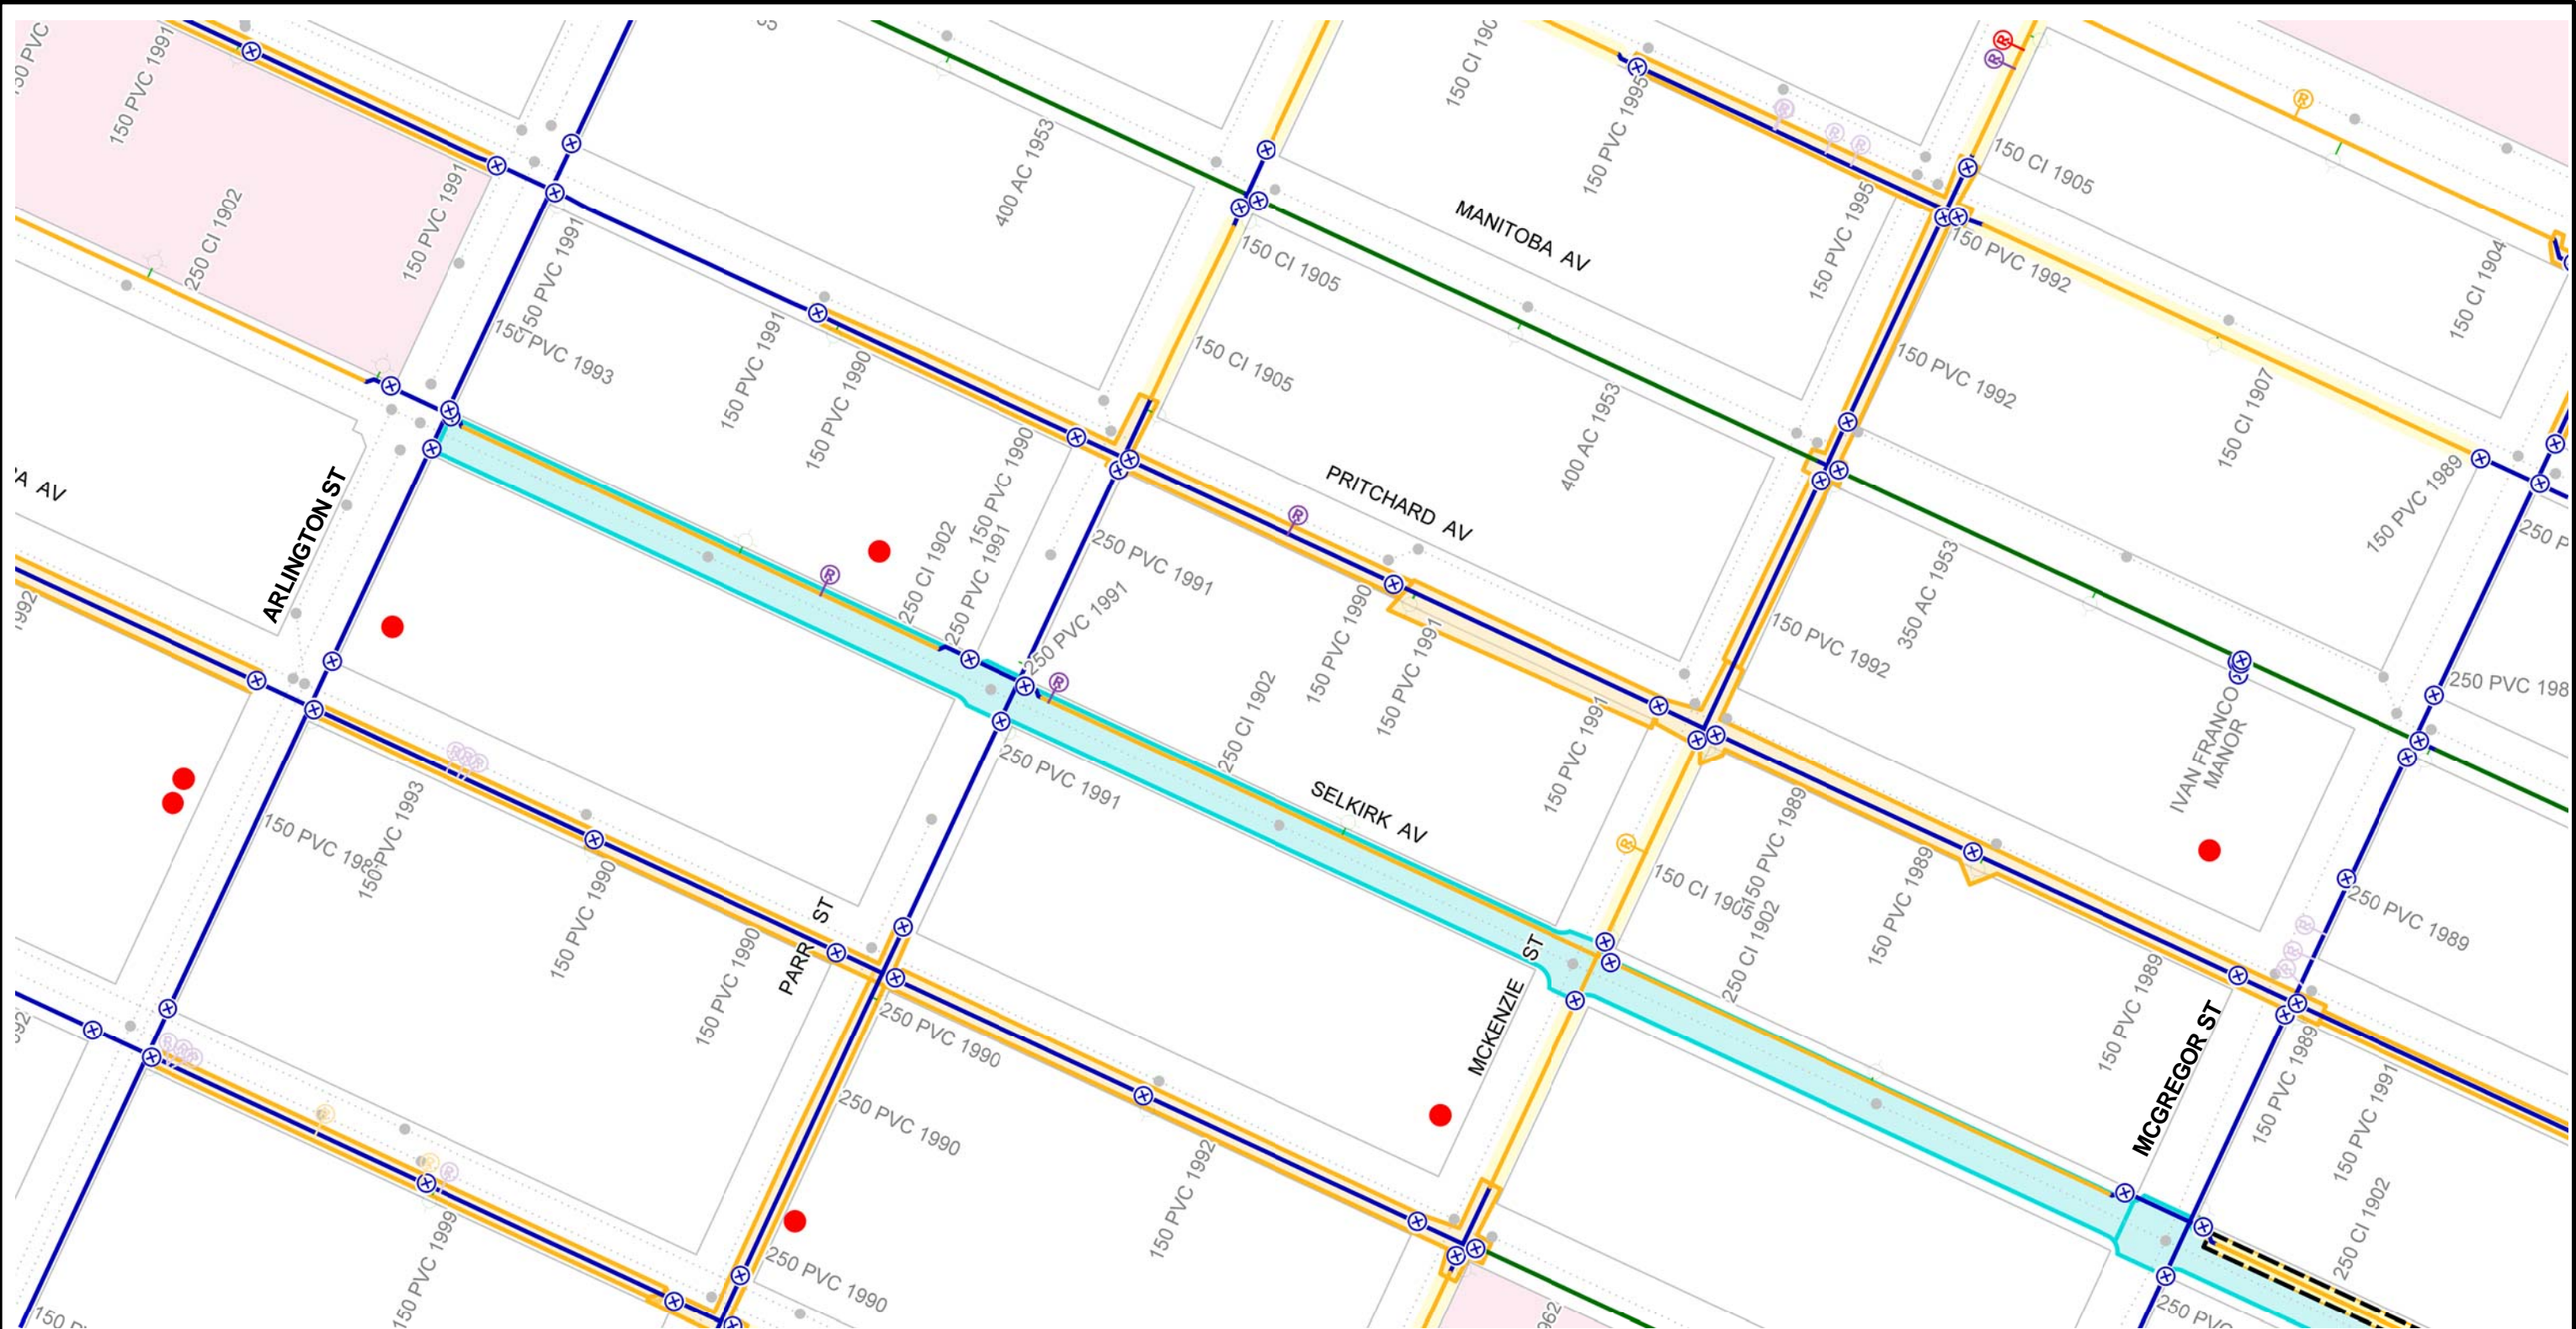 150 PVC
150 PVC 1991
250 CI 1902
150 PVC 1991
150 PVC 1991
150 PVC 1993
150 PVC 1991
150 PVC 1990
400 AC 1953
150 CI 1905
150 CI 1905
MANITOBA AV
150 PVC 1995
150 PVC 1995
150 CI 1905
150 PVC 1992
150 CI 1904
150 PVC 1992
150 CI 1907
150 PVC 1989
400 AC 1953
PRITCHARD AV
ARLINGTON ST
AV
1992
250 CI 1902
150 PVC 1990
250 PVC 1991
250 PVC 1991
250 PVC 1991
250 PVC 1991
150 PVC 1990
150 PVC 1991
250 CI 1902
150 PVC 1991
SELKIRK AV
150 PVC 1992
350 AC 1953
IVAN FRANCO
MANOR
250 PVC 1989
150 PVC 1993
150 PVC 1990
150 PVC 1990
PARR ST
250 PVC 1990
250 PVC 1990
250 PVC 1990
150 PVC 1992
MCKENZIE ST
150 CI 1905
150 PVC 1989
250 CI 1902
150 PVC 1989
150 PVC 1989
MCGREGOR ST
150 PVC 1989
150 PVC 1991
250 CI 1902
250 PVC
150 PVC 1999
R
R
R
R
R
R
R